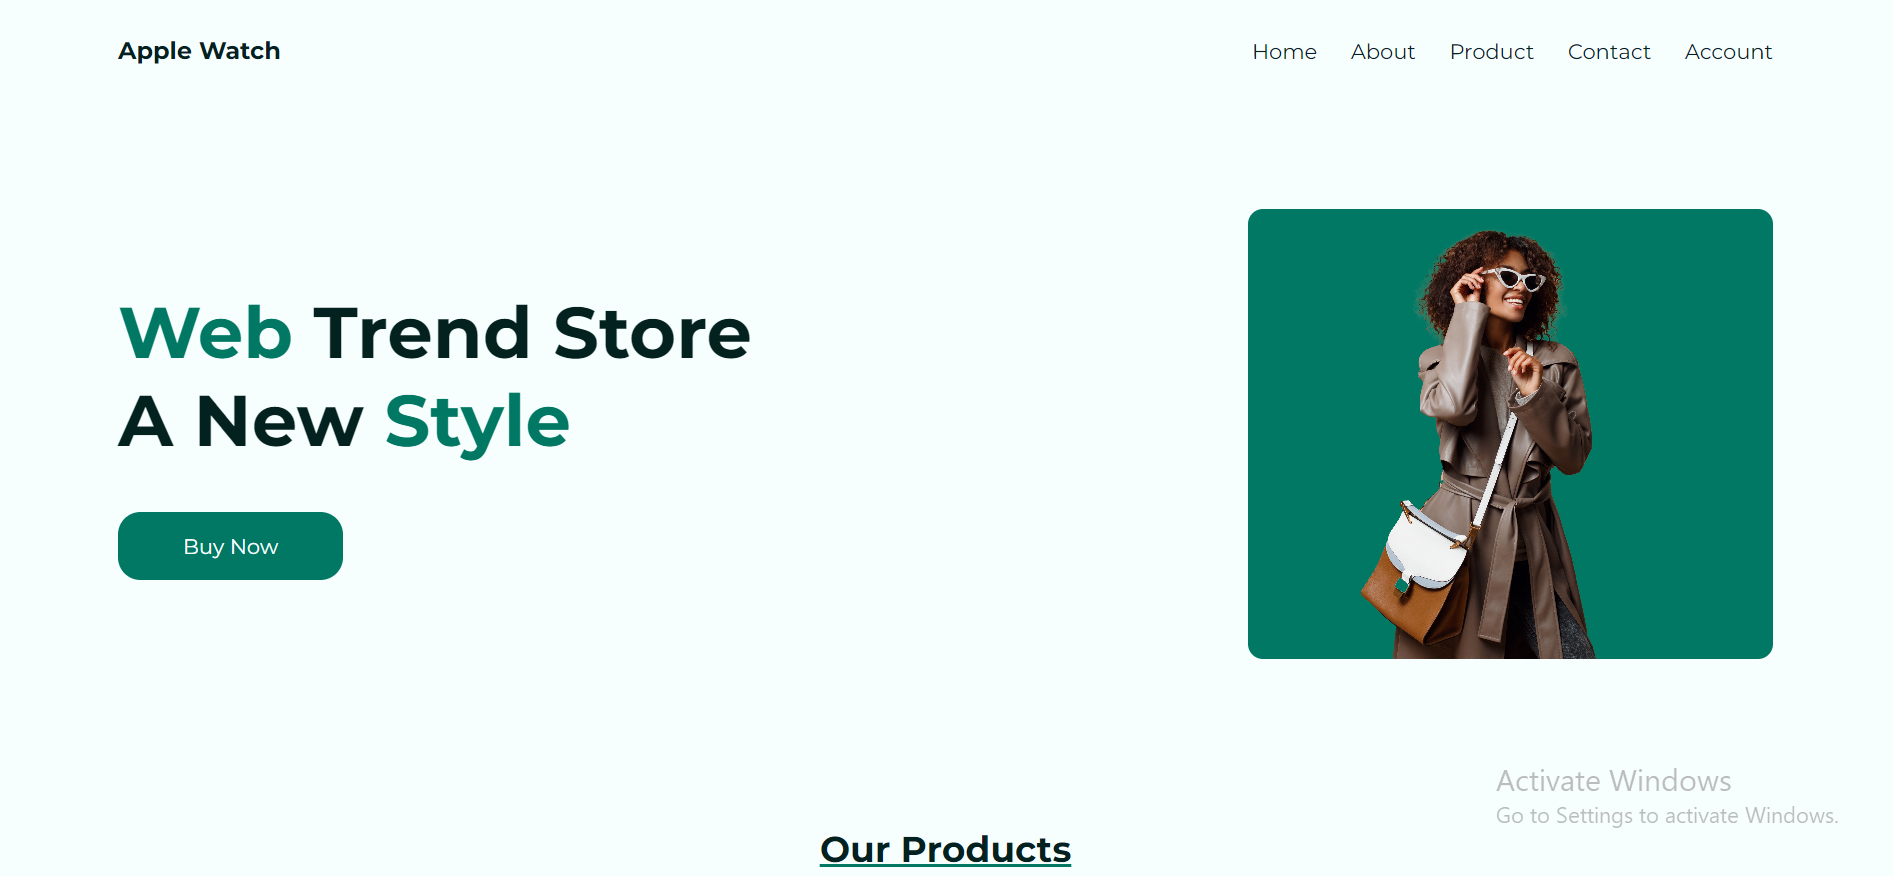 Apple Watch
Home About Product Contact Account
Web Trend Store
A New Style
Buy Now
Activate Windows
Go to Settings to activate Windows.
Our Products